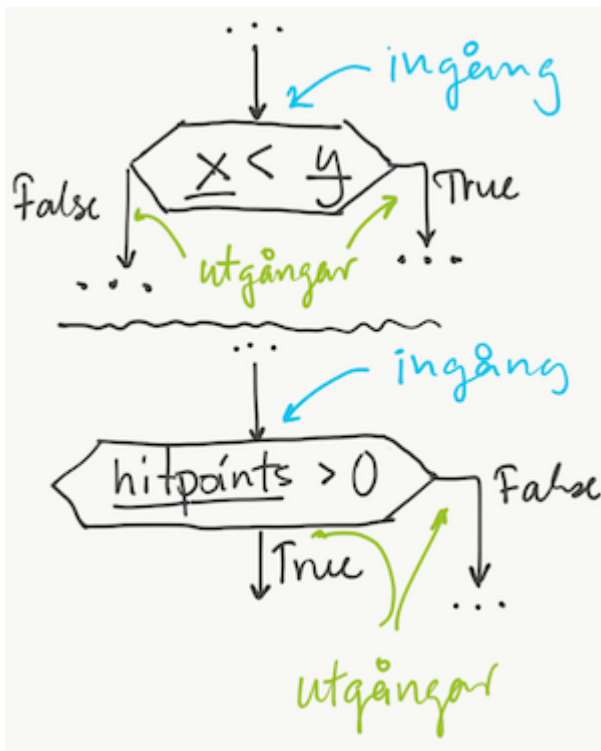 ...
ingång
x < y
False
True
utgångar
... ...
...
ingång
hitpoints > 0
False
True
...
utgångar